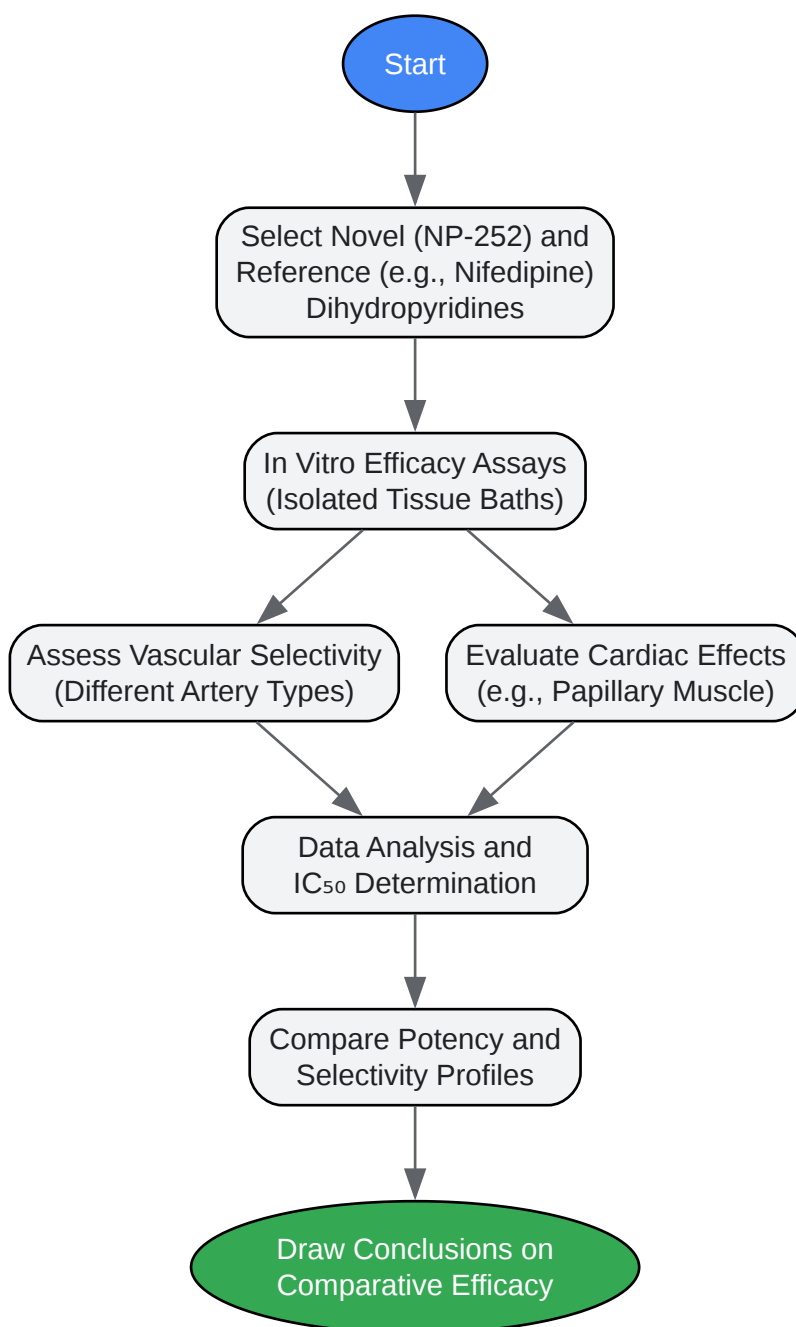 Start
Select Novel (NP-252) and
Reference (e.g., Nifedipine)
Dihydropyridines
In Vitro Efficacy Assays
(Isolated Tissue Baths)
Assess Vascular Selectivity
(Different Artery Types)
Evaluate Cardiac Effects
(e.g., Papillary Muscle)
Data Analysis and
IC₅₀ Determination
Compare Potency and
Selectivity Profiles
Draw Conclusions on
Comparative Efficacy